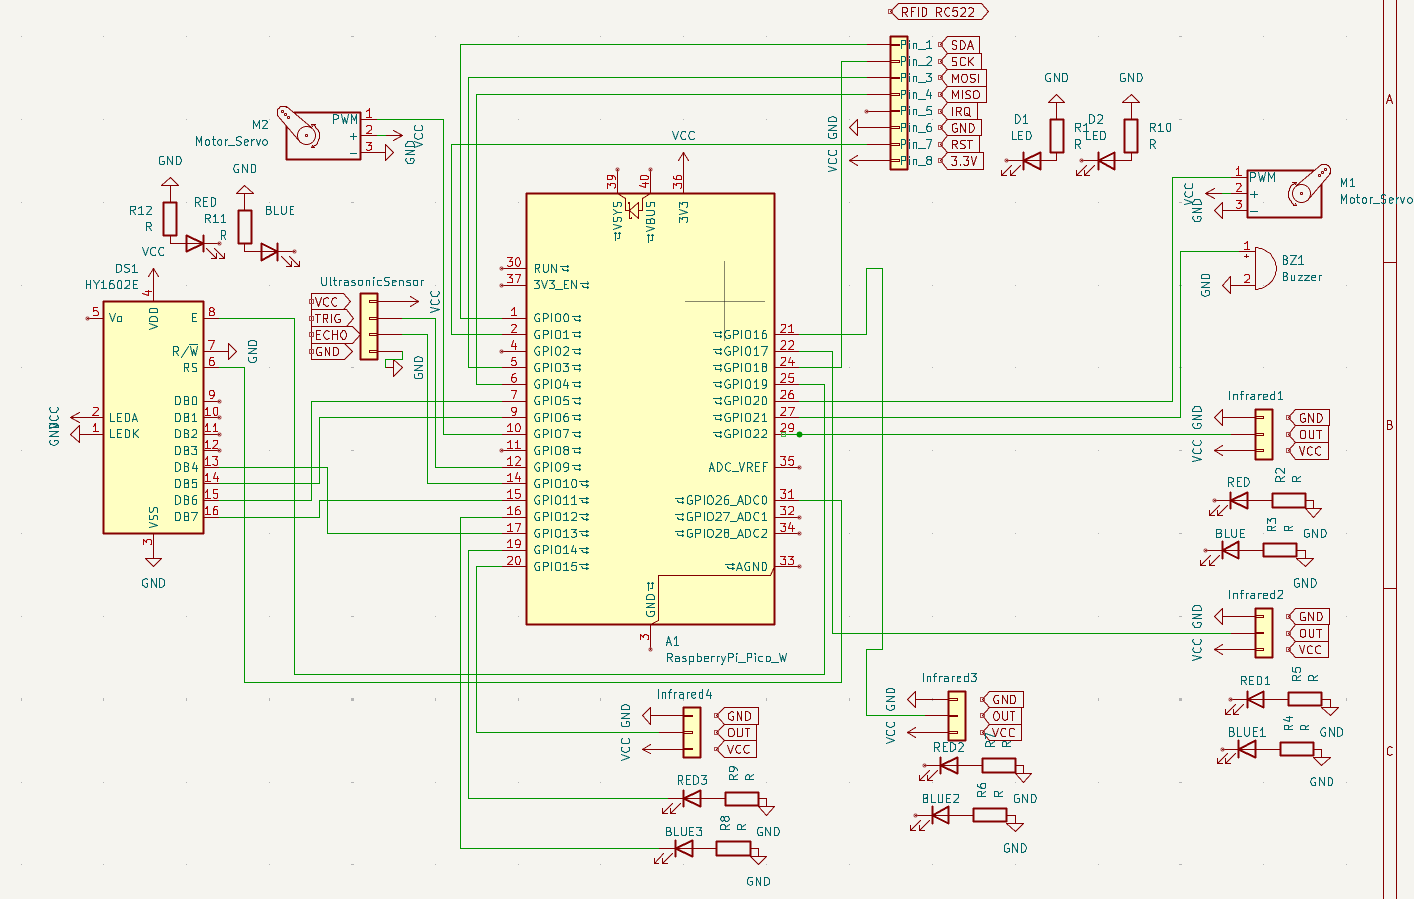 RFID RC522
Pin_1 SDA
Pin_2 SCK
Pin_3 MOSI
Pin_4 MISO
Pin_5 IRQ
Pin_6 GND
Pin_7 RST
Pin_8 3.3V
GND
VCC
GND
GND
D1
LED
R1
R
D2
LED
R10
R
A
B
C
M2
Motor_Servo
PWM 1
+ 2
- 3
VCC
GND
GND
R12
R
RED
GND
R11
R
BLUE
VCC
DS1
HY1602E
4
VDD
5 Vo
E 8
R/W 7
GND
RS 6
DB0 9
DB1 10
DB2 11
DB3 12
DB4 13
DB5 14
DB6 15
DB7 16
VCC
GND
2 LEDA
1 LEDK
VSS
3
GND
UltrasonicSensor
VCC
TRIG
ECHO
GND
VCC
GND
VCC
39
40
36
VSYS
VBUS
3V3
30 RUN
37 3V3_EN
1 GPIO0
2 GPIO1
4 GPIO2
5 GPIO3
6 GPIO4
7 GPIO5
9 GPIO6
10 GPIO7
11 GPIO8
12 GPIO9
14 GPIO10
15 GPIO11
16 GPIO12
17 GPIO13
19 GPIO14
20 GPIO15
GPIO16 21
GPIO17 22
GPIO18 24
GPIO19 25
GPIO20 26
GPIO21 27
GPIO22 29
ADC_VREF 35
GPIO26_ADC0 31
GPIO27_ADC1 32
GPIO28_ADC2 34
AGND 33
GND
3
A1
RaspberryPi_Pico_W
VCC
GND
1 PWM
2 +
3 -
M1
Motor_Servo
GND
1
+
2
BZ1
Buzzer
Infrared1
GND
VCC
GND
OUT
VCC
RED
R2
R
GND
BLUE
R3
R
GND
Infrared2
GND
VCC
GND
OUT
VCC
RED1
R5
R
GND
BLUE1
R4
R
GND
Infrared3
GND
VCC
GND
OUT
VCC
RED2
R
GND
BLUE2
R6
R
GND
Infrared4
GND
VCC
GND
OUT
VCC
RED3
R9
R
GND
BLUE3
R8
R
GND